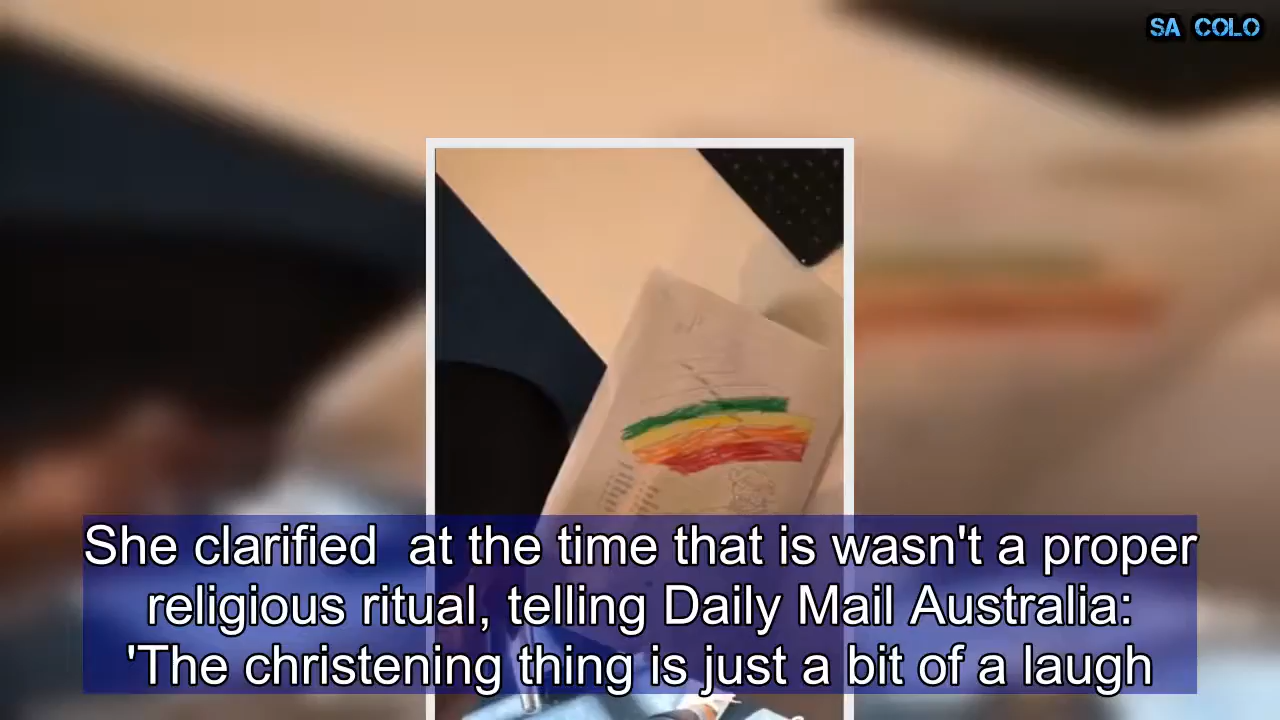 SA COLO
She clarified  at the time that is wasn't a proper
religious ritual, telling Daily Mail Australia:
'The christening thing is just a bit of a laugh